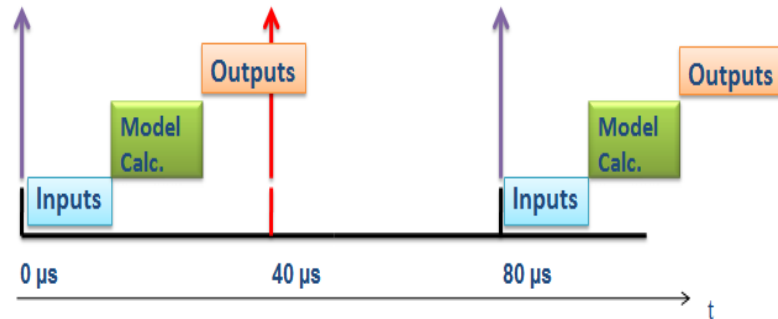 Outputs
Outputs
Model
Calc.
Model
Calc.
Inputs
Inputs
0 µs
40 µs
80 µs
t